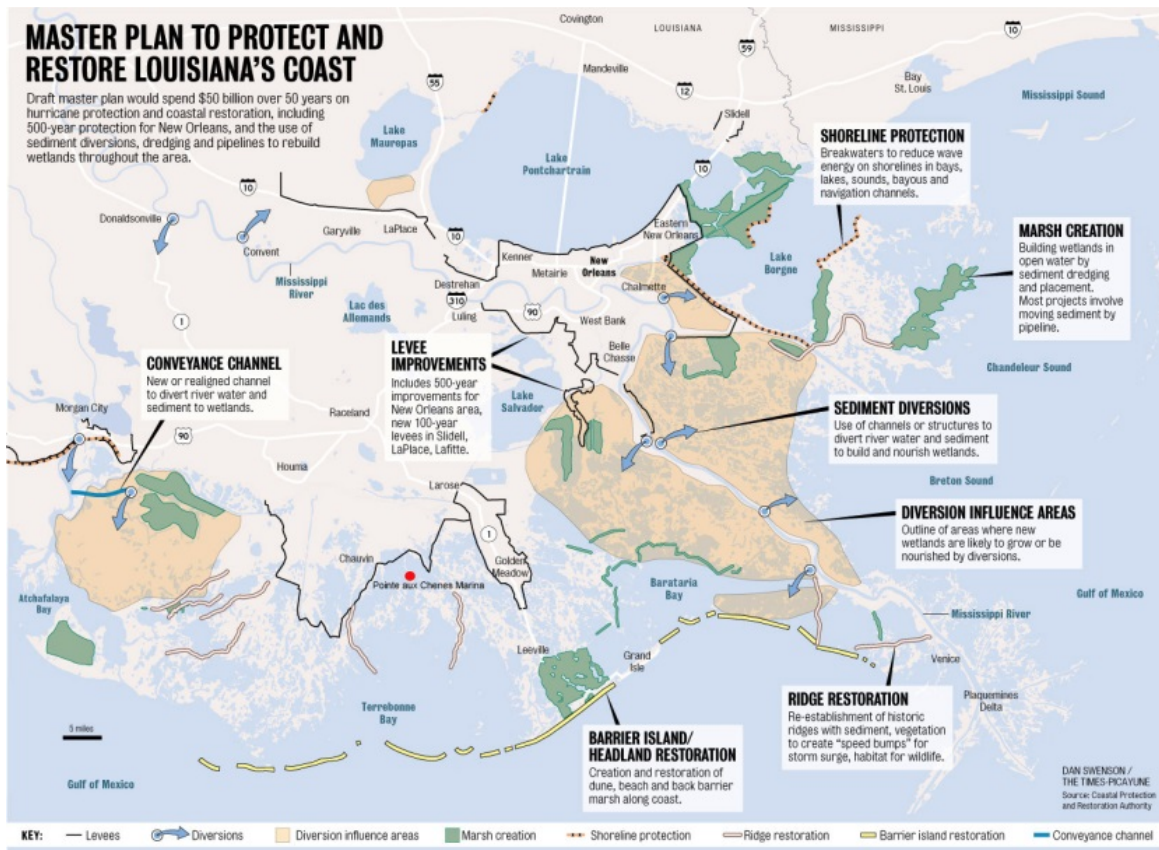 MASTER PLAN TO PROTECT AND
RESTORE LOUISIANA'S COAST
Draft master plan would spend $50 billion over 50 years on
hurricane protection and coastal restoration, including
500-year protection for New Orleans, and the use of
sediment diversions, dredging and pipelines to rebuild
wetlands throughout the area.
Covington
LOUISIANA
MISSISSIPPI
10
59
Mandeville
55
12
Bay
St. Louis
Mississippi Sound
Slidell
Lake
Maurepas
Lake
Pontchartrain
SHORELINE PROTECTION
Breakwaters to reduce wave
energy on shorelines in bays,
lakes, sounds, bayous and
navigation channels.
10
10
Donaldsonville
Convent
Garyville
LaPlace
10
Kenner
Metairie
New
Orleans
Eastern
New Orleans
Lake
Borgne
MARSH CREATION
Building wetlands in
open water by
sediment dredging
and placement.
Most projects involve
moving sediment by
pipeline.
Mississippi
River
Destrehan
310
Luling
90
Chalmette
West Bank
Lac des
Allemands
1
Belle
Chasse
LEVEE
IMPROVEMENTS
Includes 500-year
improvements for
New Orleans area,
new 100-year
levees in Slidell,
LaPlace, Lafitte.
CONVEYANCE CHANNEL
New or realigned channel
to divert river water and
sediment to wetlands.
Chandeleur Sound
Morgan City
90
Raceland
Lake
Salvador
SEDIMENT DIVERSIONS
Use of channels or structures to
divert river water and sediment
to build and nourish wetlands.
Houma
Larose
Breton Sound
DIVERSION INFLUENCE AREAS
Outline of areas where new
wetlands are likely to grow or be
nourished by diversions.
1
Chauvin
Golden
Meadow
Pointe aux Chenes Marina
Barataria
Bay
Atchafalaya
Bay
Gulf of Mexico
Mississippi River
Leeville
Grand
Isle
Venice
Plaquemines
Delta
RIDGE RESTORATION
Re-establishment of historic
ridges with sediment, vegetation
to create "speed bumps" for
storm surge, habitat for wildlife.
Terrebonne
Bay
5 miles
BARRIER ISLAND/
HEADLAND RESTORATION
Creation and restoration of
dune, beach and back barrier
marsh along coast.
Gulf of Mexico
DAN SWENSON /
THE TIMES-PICAYUNE
Source: Coastal Protection
and Restoration Authority
KEY: Levees Diversions Diversion influence areas Marsh creation Shoreline protection Ridge restoration Barrier island restoration Conveyance channel